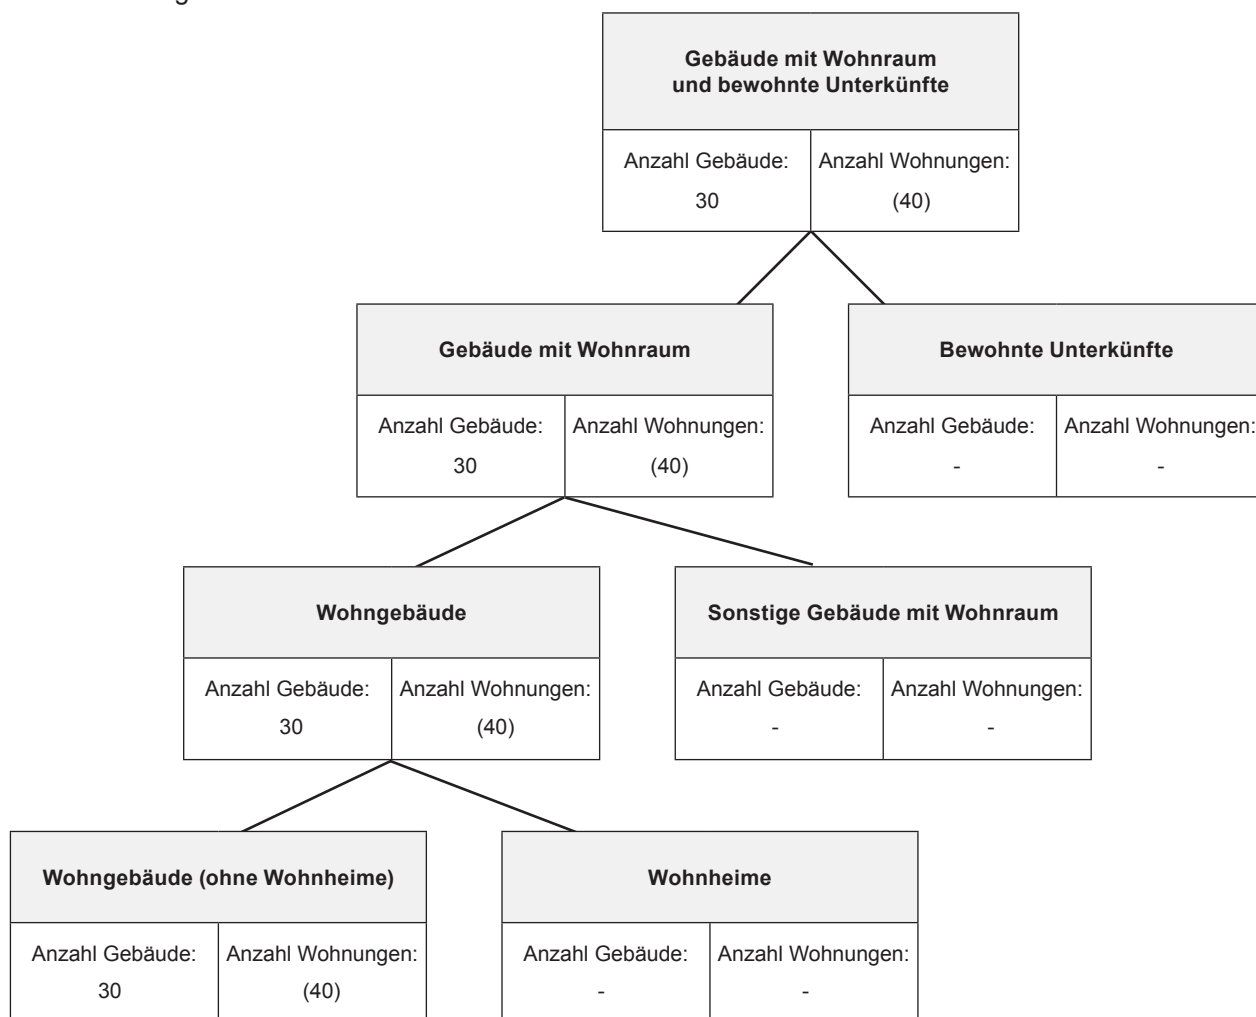 Gebäude mit Wohnraum
und bewohnte Unterkünfte
Anzahl Gebäude: Anzahl Wohnungen:
30 (40)
Gebäude mit Wohnraum Bewohnte Unterkünfte
Anzahl Gebäude: Anzahl Wohnungen: Anzahl Gebäude: Anzahl Wohnungen:
30 (40) - -
Wohngebäude Sonstige Gebäude mit Wohnraum
Anzahl Gebäude: Anzahl Wohnungen: Anzahl Gebäude: Anzahl Wohnungen:
30 (40) - -
Wohngebäude (ohne Wohnheime) Wohnheime
Anzahl Gebäude: Anzahl Wohnungen: Anzahl Gebäude: Anzahl Wohnungen:
30 (40) - -